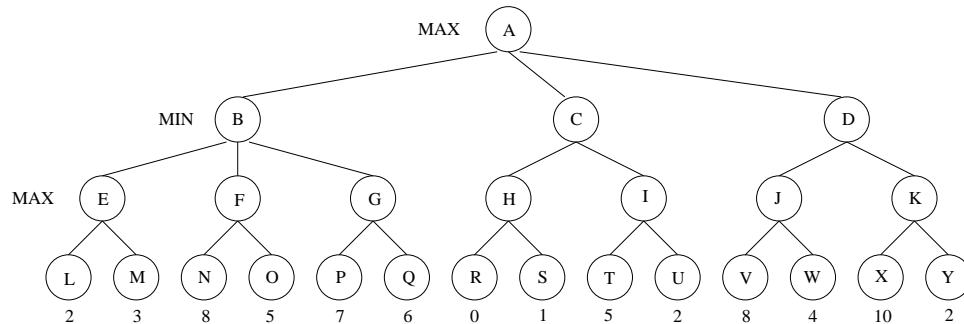 MAX A
MIN B C D
MAX E F G H I J K
L M N O P Q R S T U V W X Y
2 3 8 5 7 6 0 1 5 2 8 4 10 2